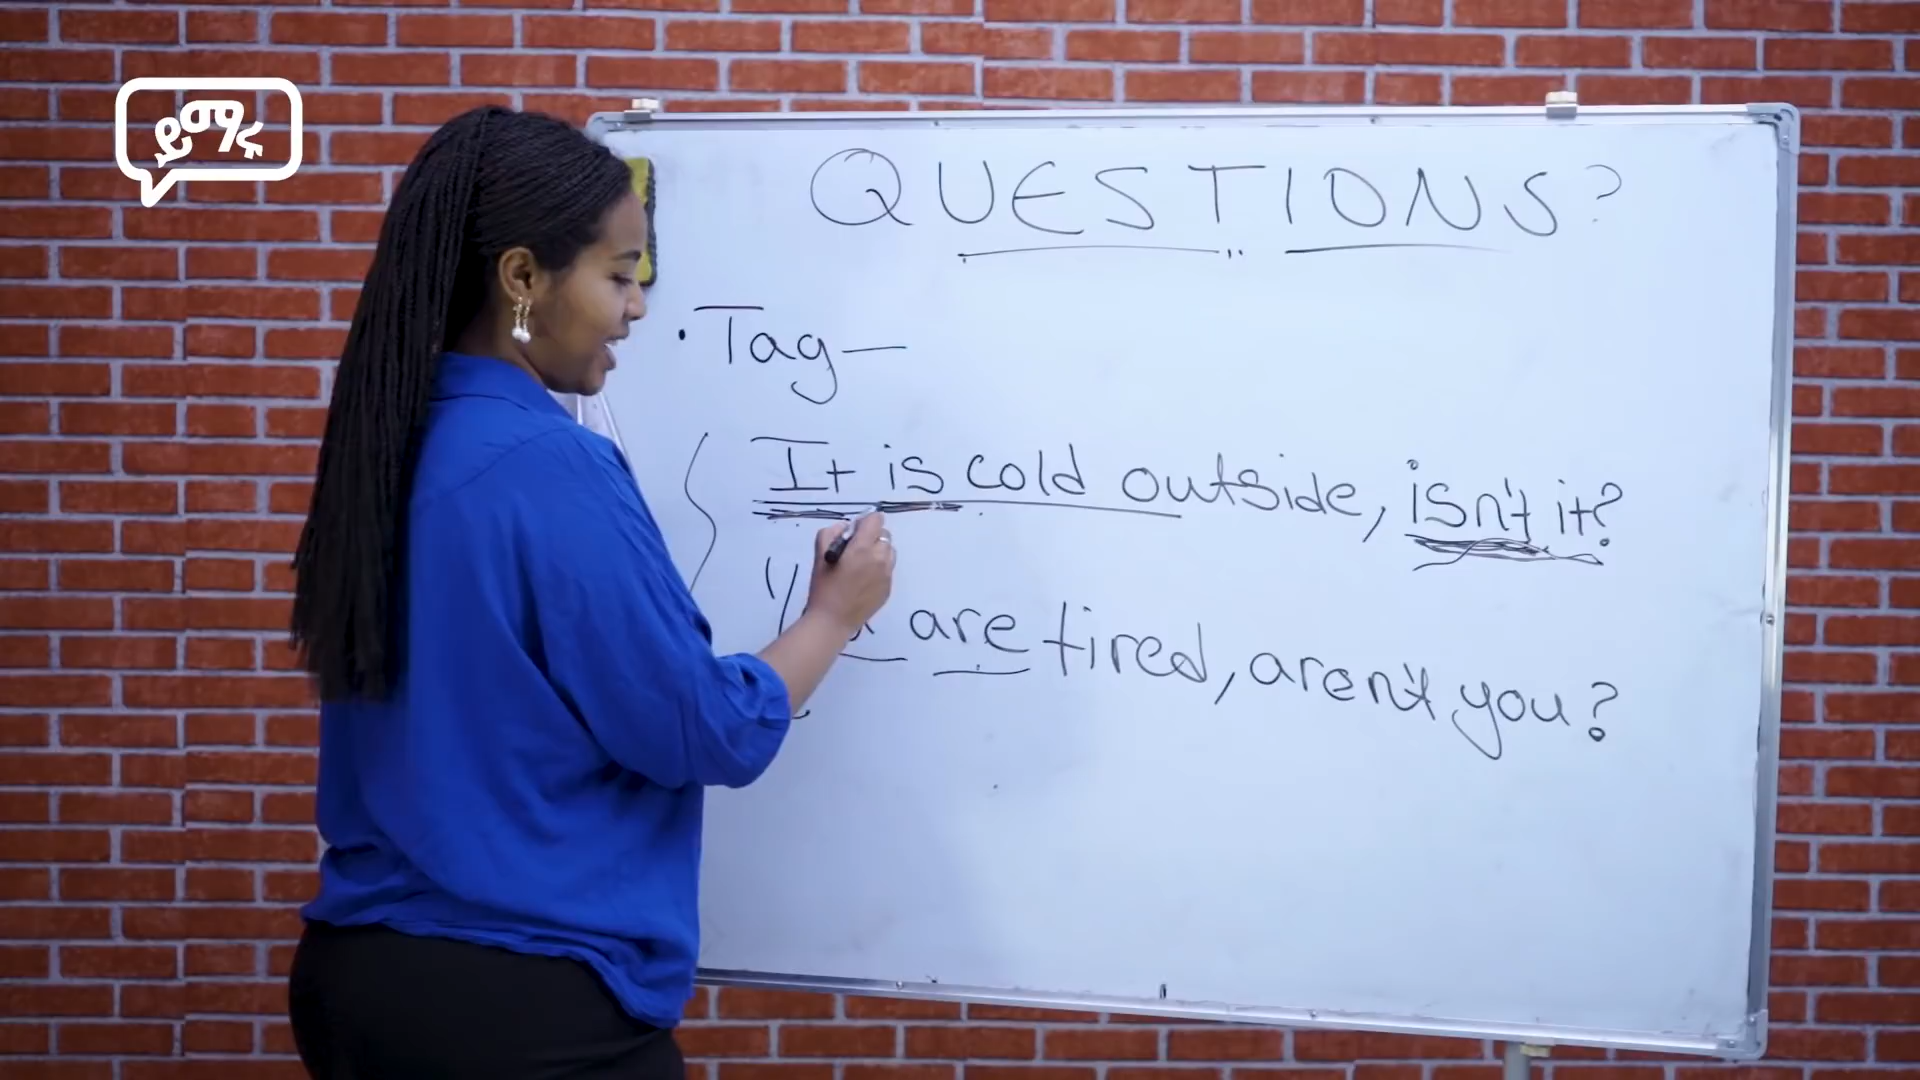 ይማሩ
QUESTIONS?
• Tag—
It is cold outside, isn't it?
are tired, aren't you?